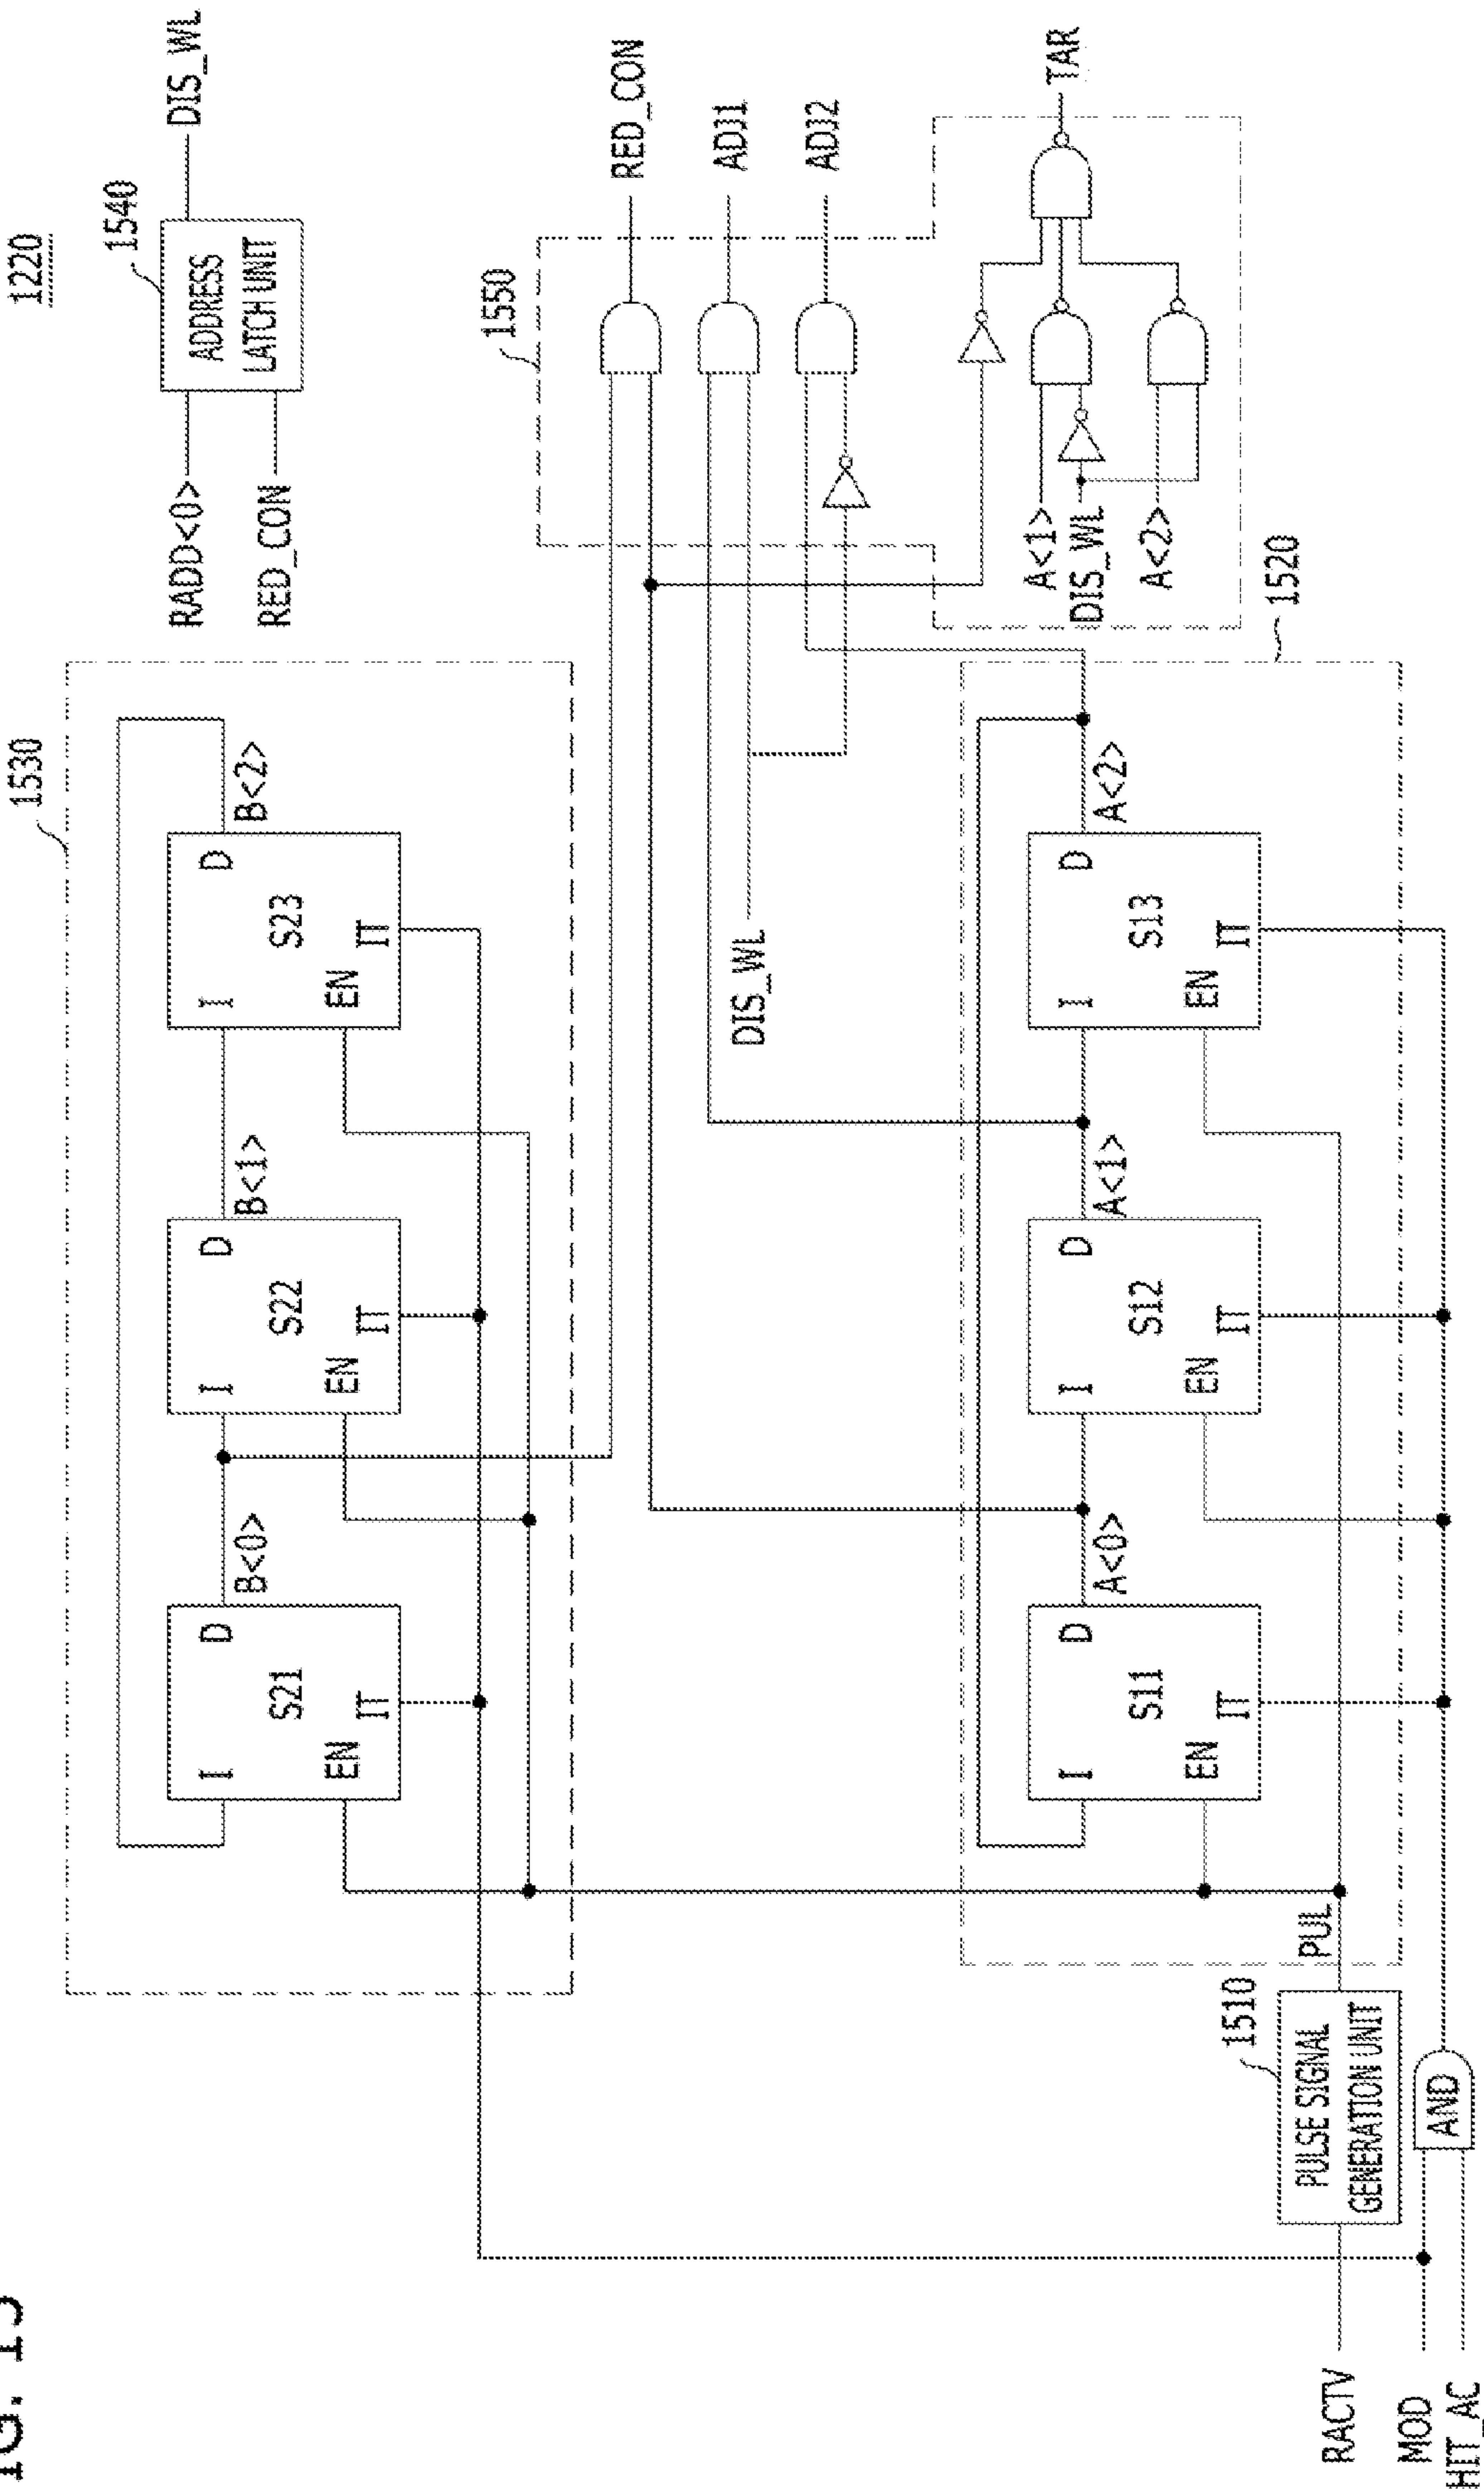 1220
1530
S21
I
D
EN
IT
B<0>
S22
I
D
EN
IT
B<1>
S23
I
D
EN
IT
B<2>
RADD<0>
RED_CON
1540
ADDRESS
LATCH UNIT
DIS_WL
1550
RED_CON
ADJ1
ADJ2
DIS_WL
A<1>
DIS_WL
A<2>
TAR
1520
S11
I
D
EN
IT
A<0>
S12
I
D
EN
IT
A<1>
S13
I
D
EN
IT
A<2>
PUL
1510
PULSE SIGNAL
GENERATION UNIT
AND
RACTV
MOD
HIT_AC